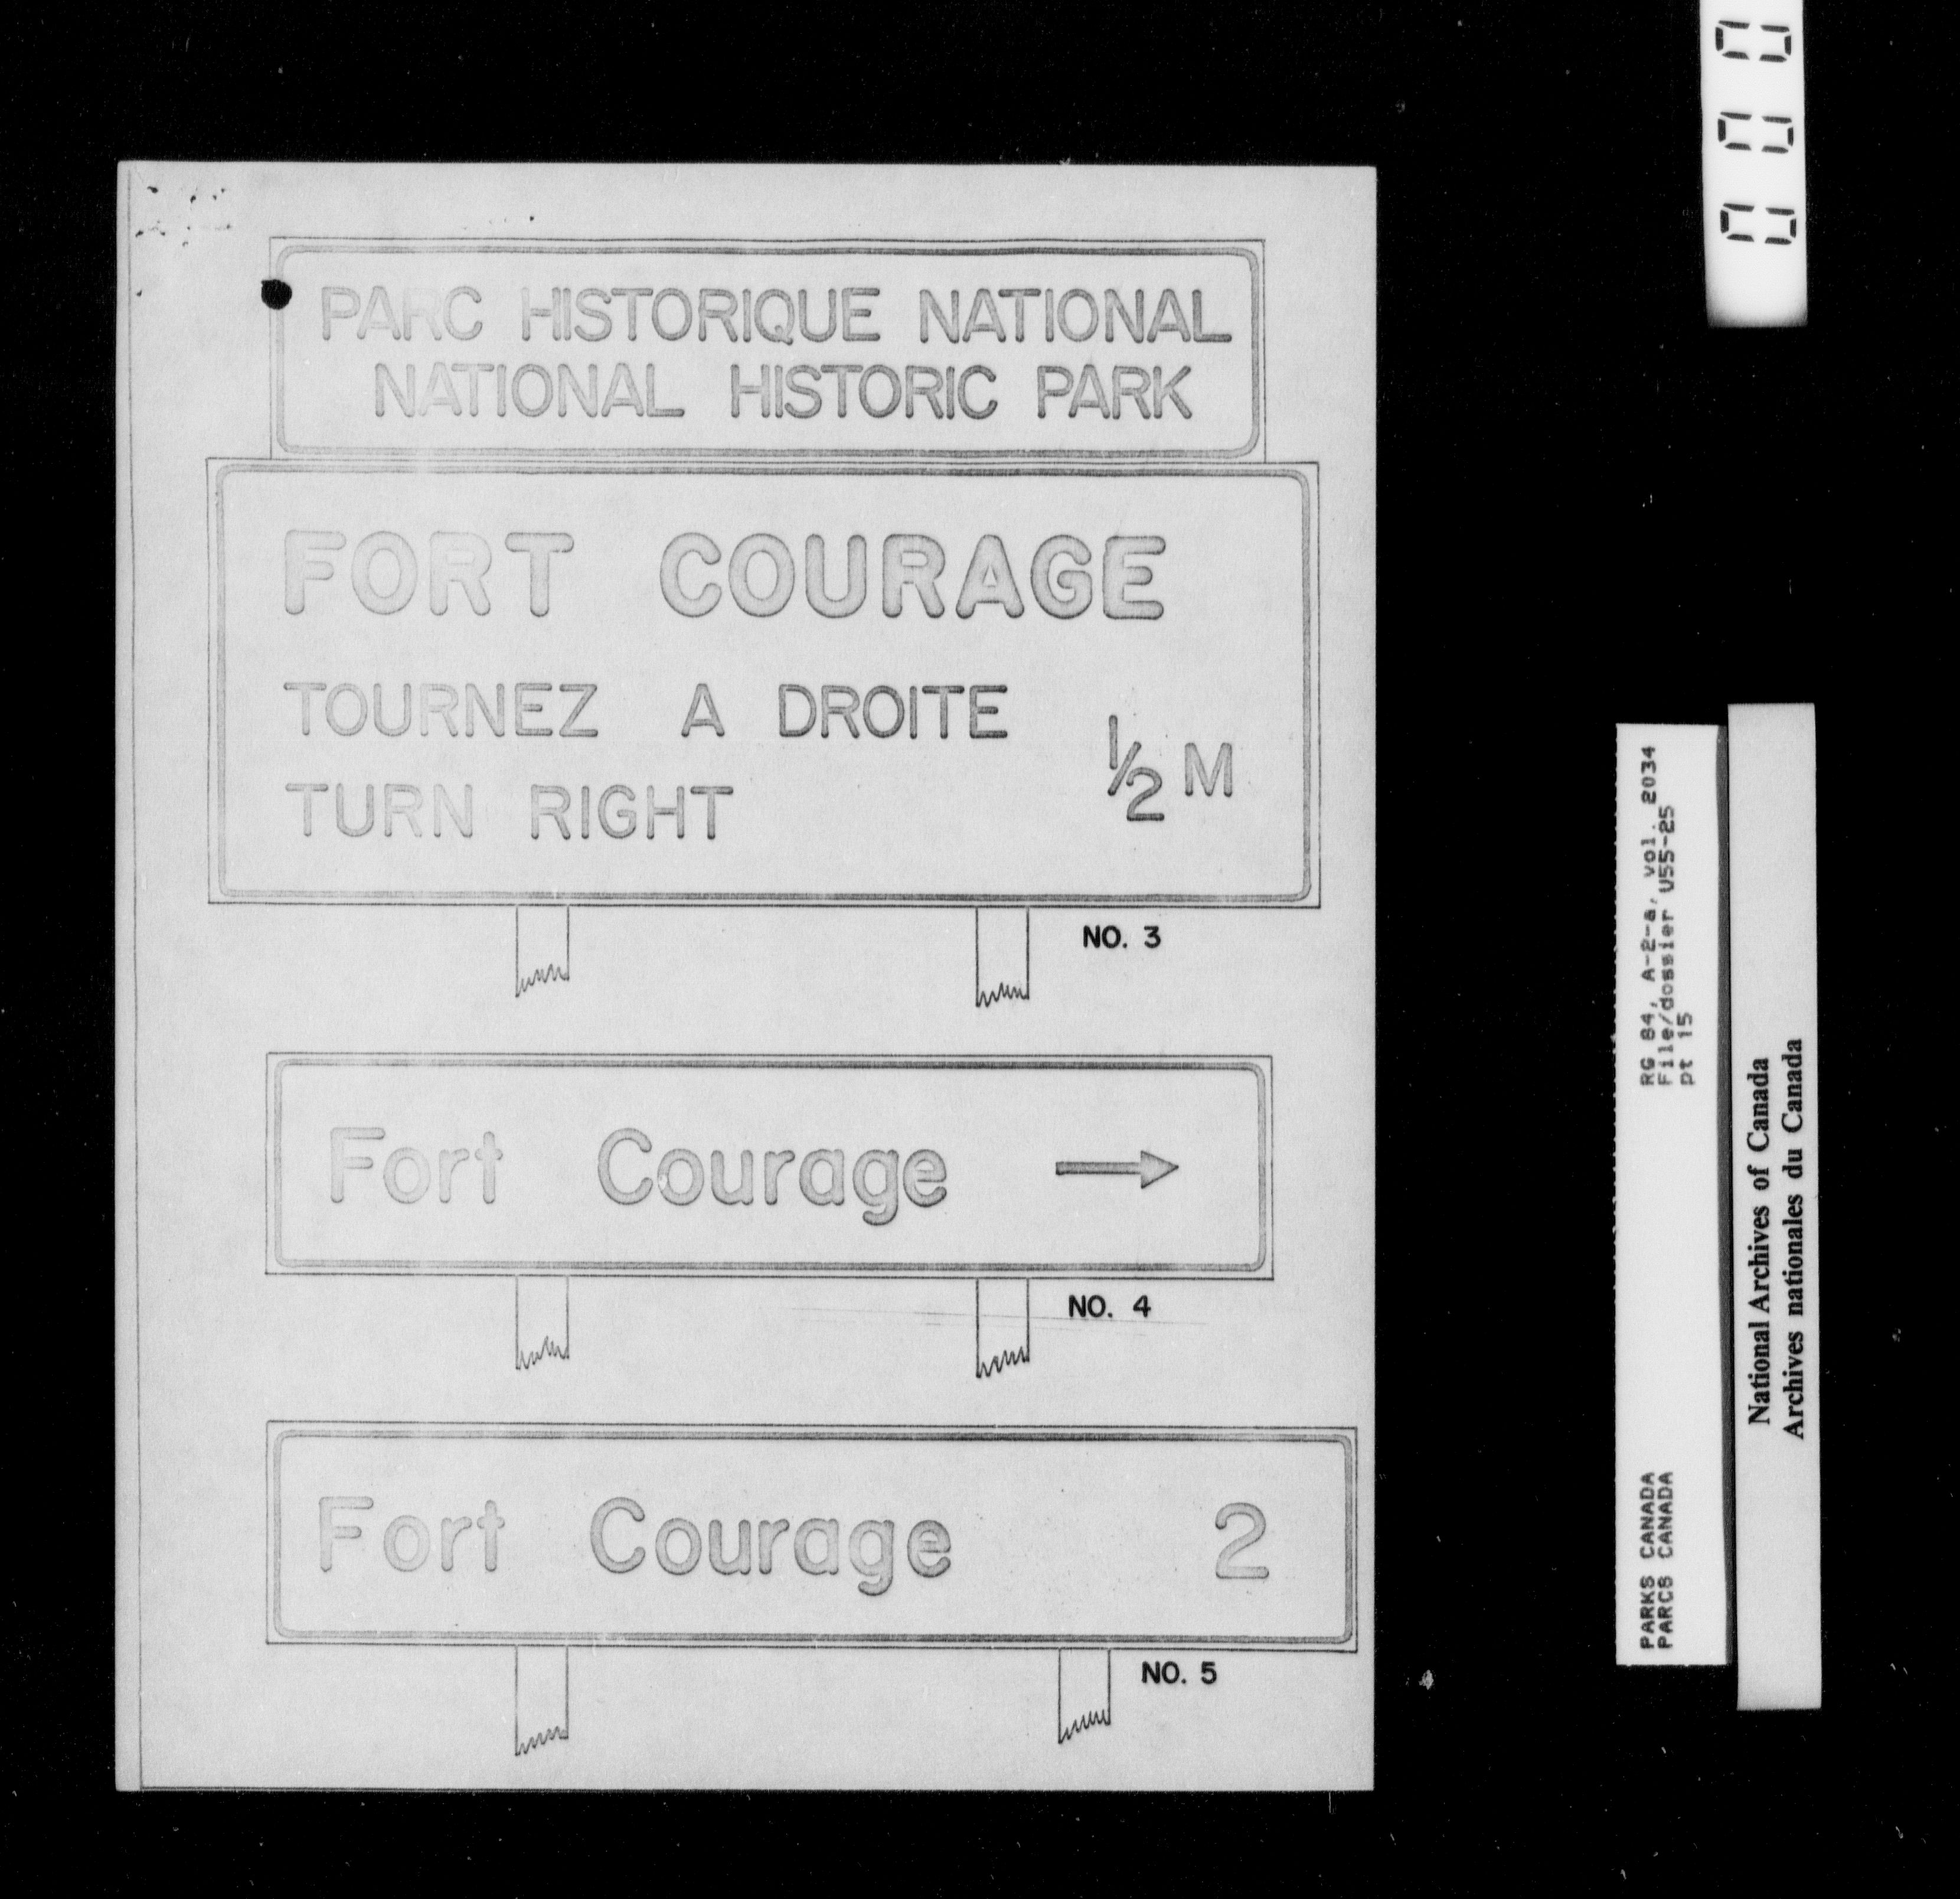 PARC HISTORIQUE NATIONAL
NATIONAL HISTORIC PARK
FORT COURAGE
TOURNEZ A DROITE
TURN RIGHT
1/2 M
NO. 3
Fort Courage →
NO. 4
Fort Courage 2
NO. 5
RG 84, A-2-a, vol. 2034
File/dossier U55-25
pt 15
PARKS CANADA
PARCS CANADA
National Archives of Canada
Archives nationales du Canada